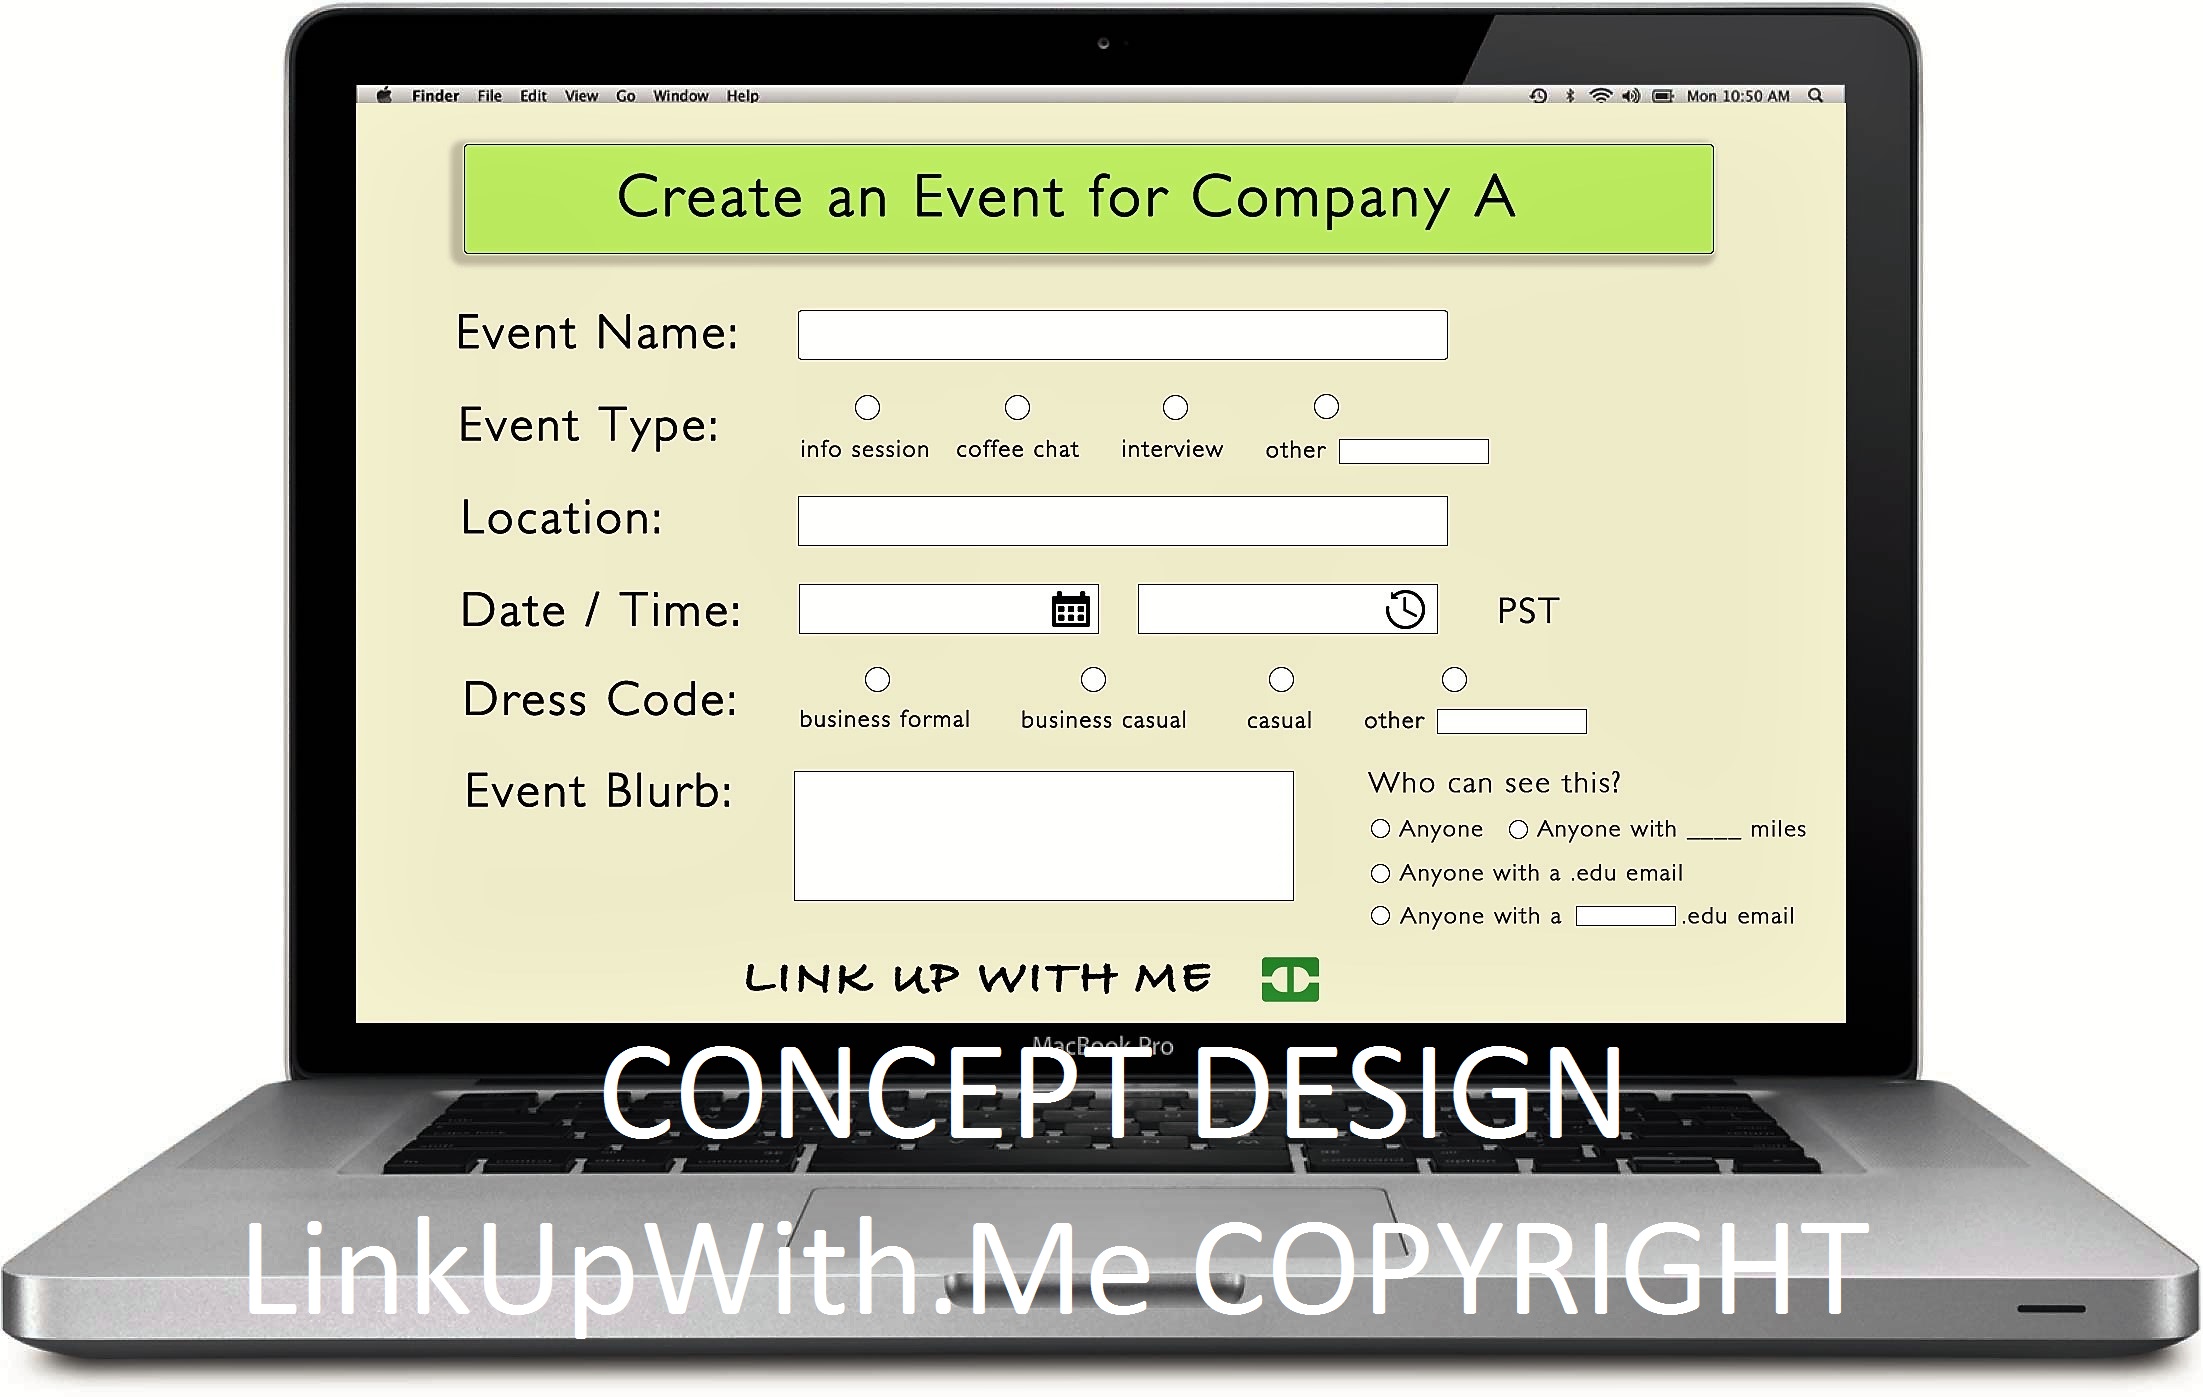 Finder File Edit View Go Window Help Mon 10:50 AM
Create an Event for Company A
Event Name:
Event Type:
info session coffee chat interview other
Location:
Date / Time: PST
Dress Code:
business formal business casual casual other
Event Blurb:
Who can see this?
Anyone Anyone with ____ miles
Anyone with a .edu email
Anyone with a .edu email
LINK UP WITH ME
MacBook Pro
CONCEPT DESIGN
LinkUpWith.Me COPYRIGHT